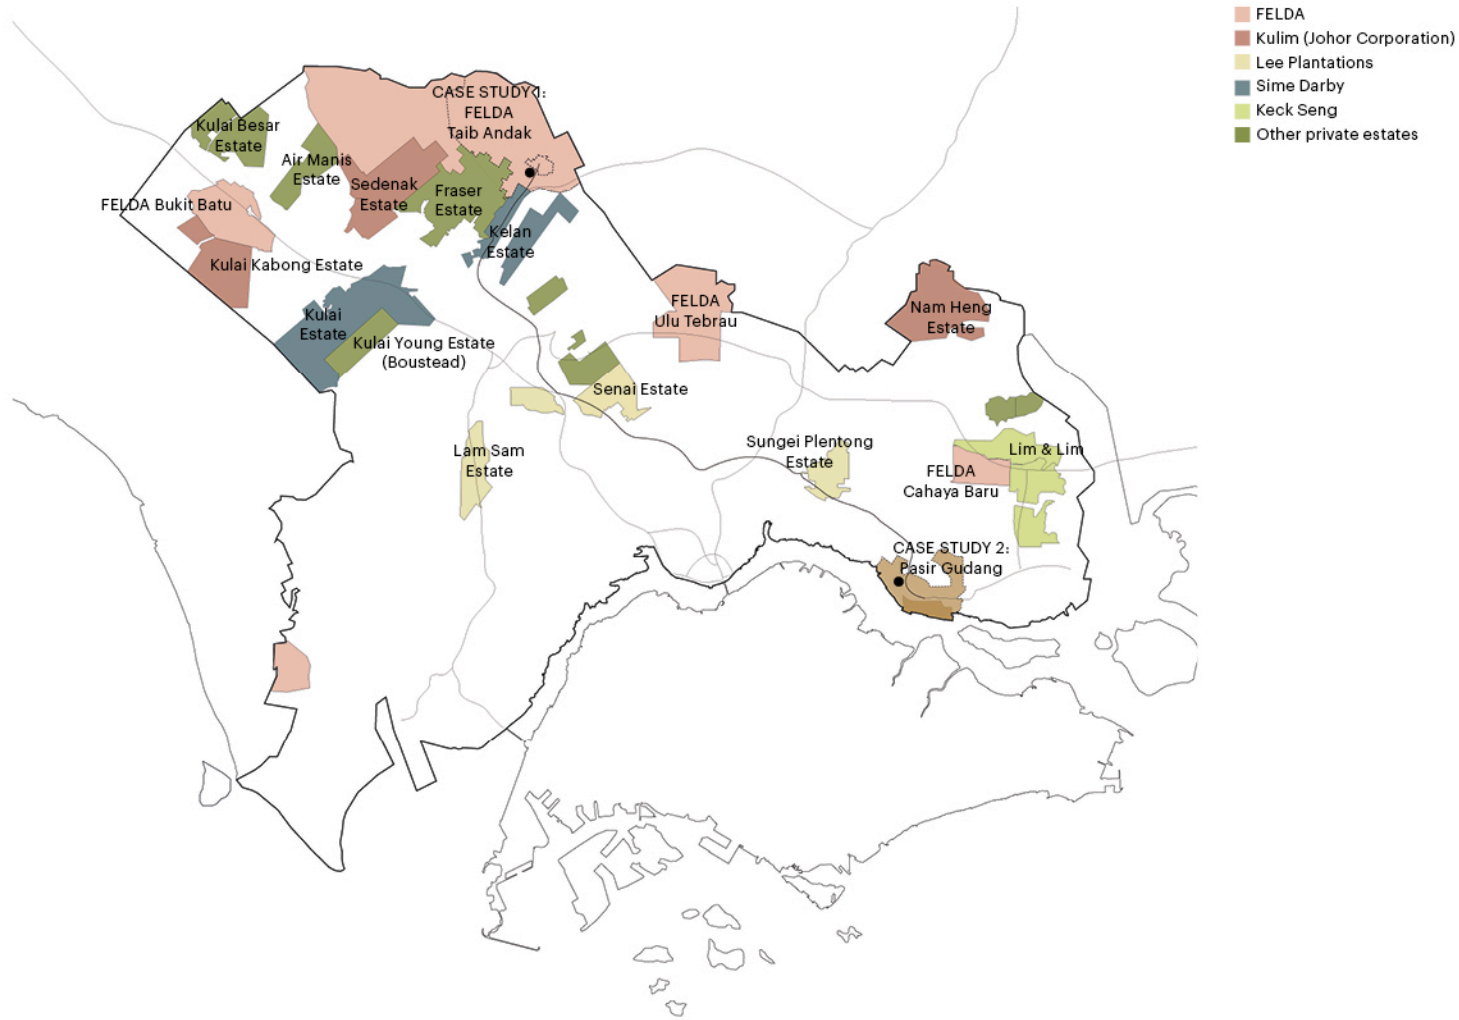 FELDA
Kulim (Johor Corporation)
Lee Plantations
Sime Darby
Keck Seng
Other private estates
CASE STUDY 1:
FELDA
Taib Andak
Kulai Besar
Estate
Air Manis
Estate
Sedenak
Estate
Fraser
Estate
FELDA Bukit Batu
Kelan
Estate
Kulai Kabong Estate
FELDA
Ulu Tebrau
Nam Heng
Estate
Kulai
Estate
Kulai Young Estate
(Boustead)
Senai Estate
Lam Sam
Estate
Sungei Plentong
Estate
Lim & Lim
FELDA
Cahaya Baru
CASE STUDY 2:
Pasir Gudang